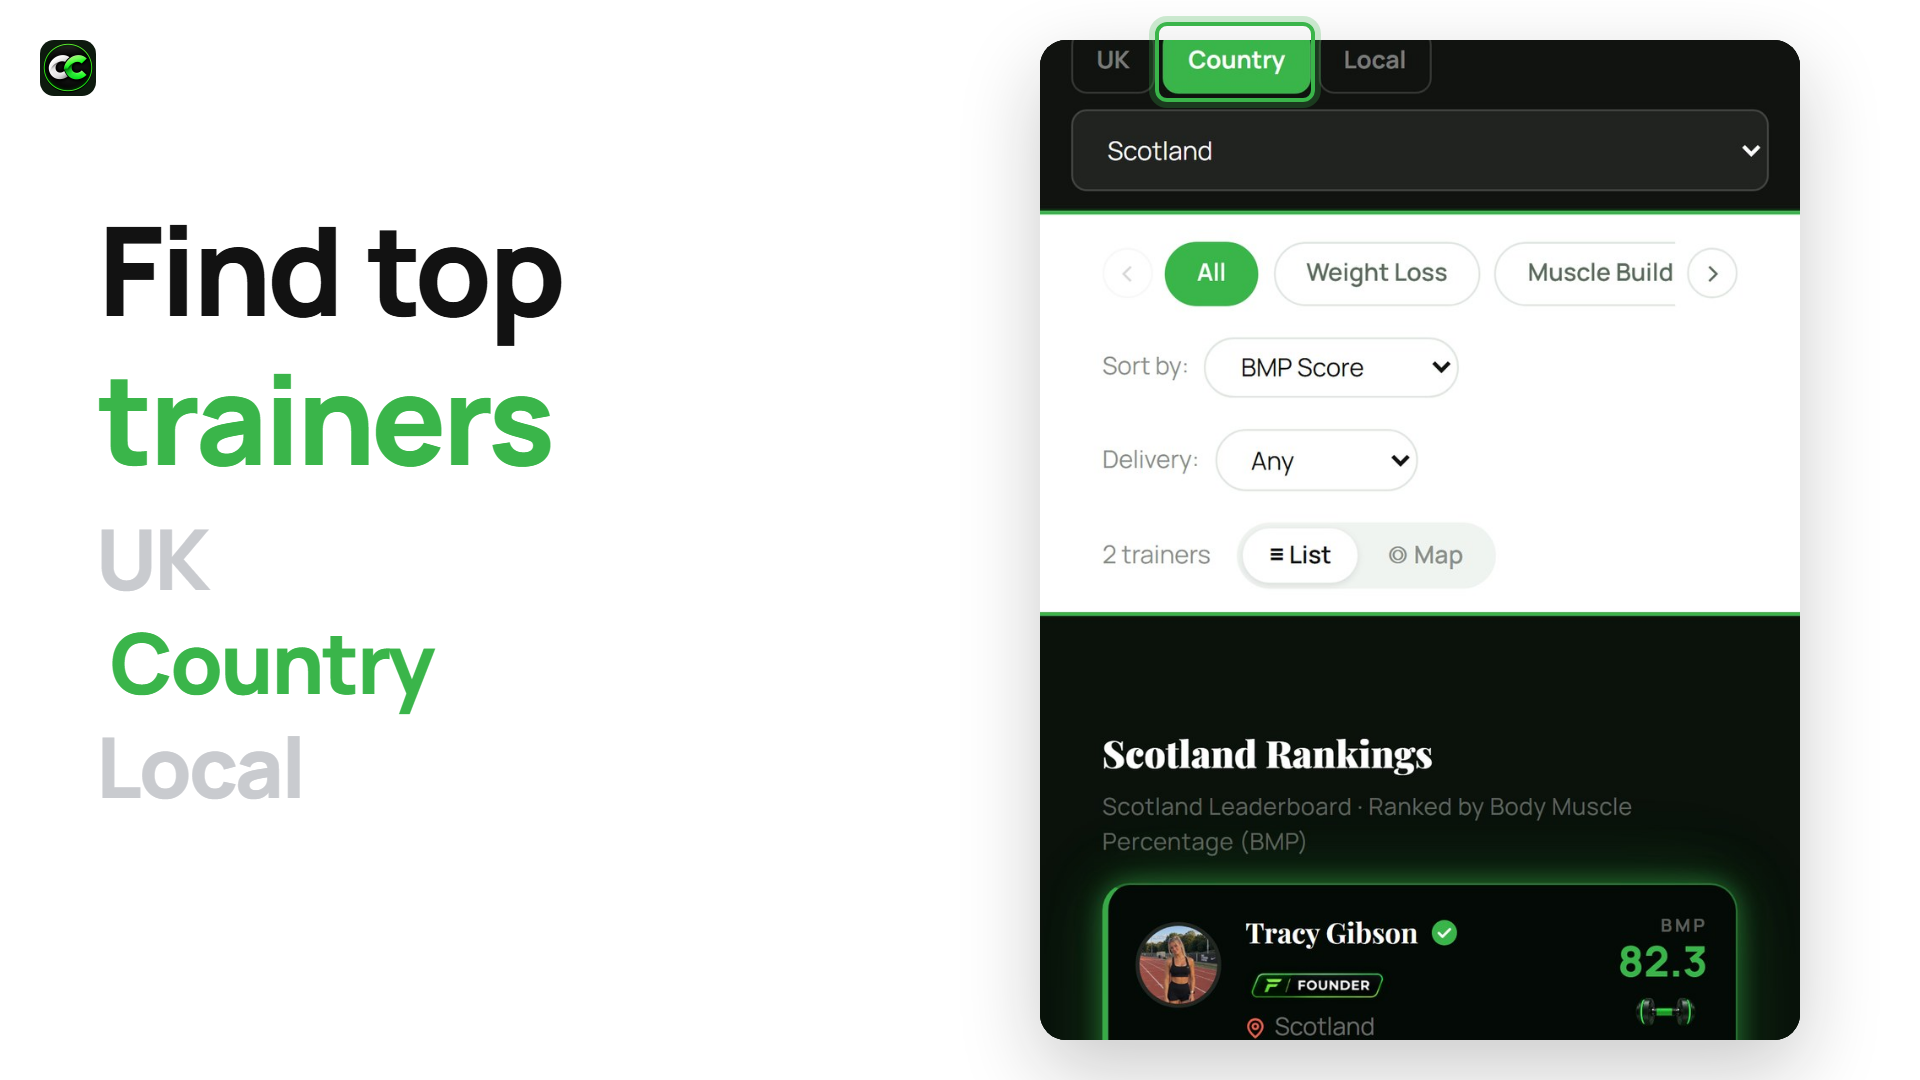 CC
Find top
trainers
UK
Country
Local
UK
Country
Local
Scotland
All
Weight Loss
Muscle Build
Sort by:
BMP Score
Delivery:
Any
2 trainers
List
Map
Scotland Rankings
Scotland Leaderboard · Ranked by Body Muscle
Percentage (BMP)
Tracy Gibson
BMP
82.3
F / FOUNDER
Scotland